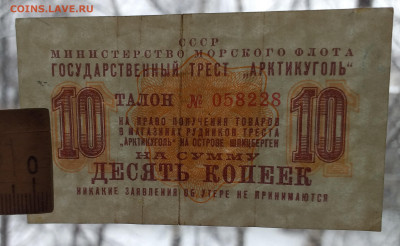 COINS.LAVE.RU
СССР
МИНИСТЕРСТВО МОРСКОГО ФЛОТА
ГОСУДАРСТВЕННЫЙ ТРЕСТ „АРКТИКУГОЛЬ"
10 ТАЛОН № 058228 10
НА ПРАВО ПОЛУЧЕНИЯ ТОВАРОВ
В МАГАЗИНАХ РУДНИКОВ ТРЕСТА
„АРКТИКУГОЛЬ" НА ОСТРОВЕ ШПИЦБЕРГЕН
НА СУММУ
ДЕСЯТЬ КОПЕЕК
НИКАКИЕ ЗАЯВЛЕНИЯ ОБ УТЕРЕ НЕ ПРИНИМАЮТСЯ
0